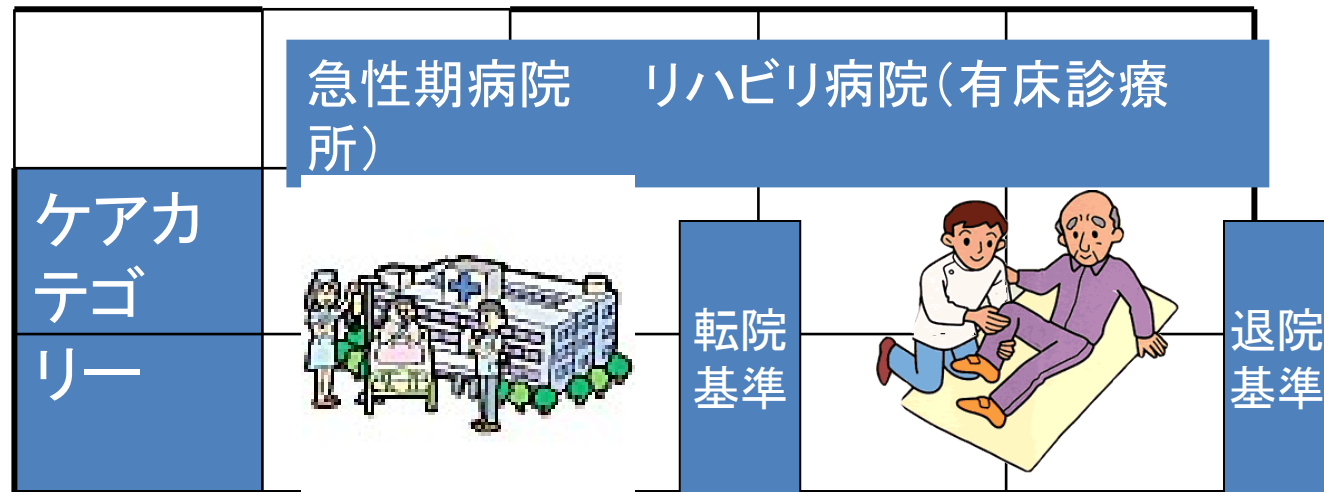 急性期病院　リハビリ病院（有床診療
所）
ケアカ
テゴ
リー
転院
基準
退院
基準